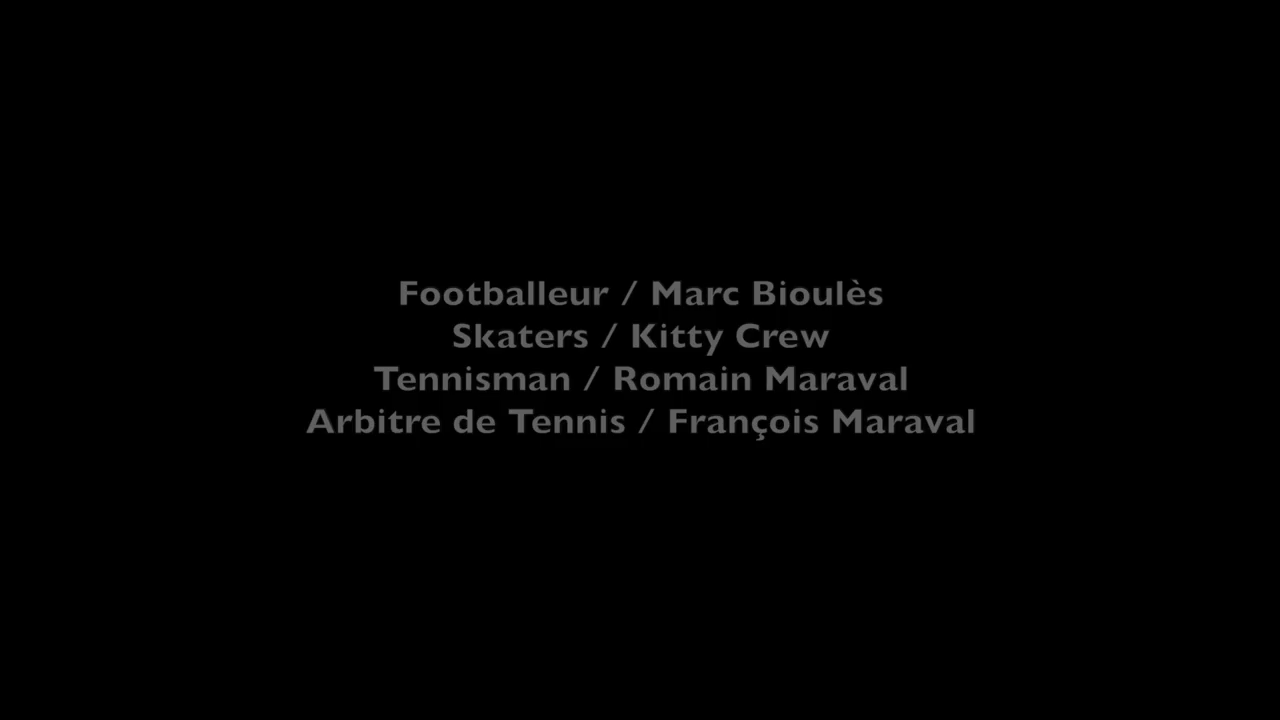 Footballeur / Marc Bioulès
Skaters / Kitty Crew
Tennisman / Romain Maraval
Arbitre de Tennis / François Maraval